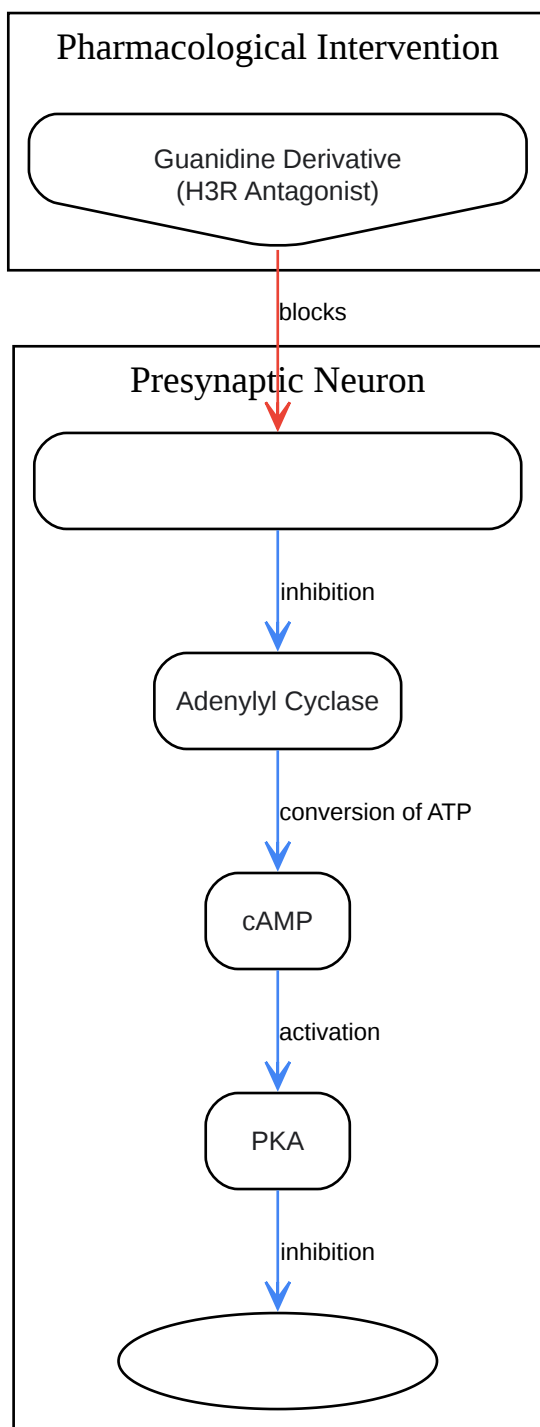 Pharmacological Intervention
Guanidine Derivative
(H3R Antagonist)
blocks
Presynaptic Neuron
inhibition
Adenylyl Cyclase
conversion of ATP
cAMP
activation
PKA
inhibition